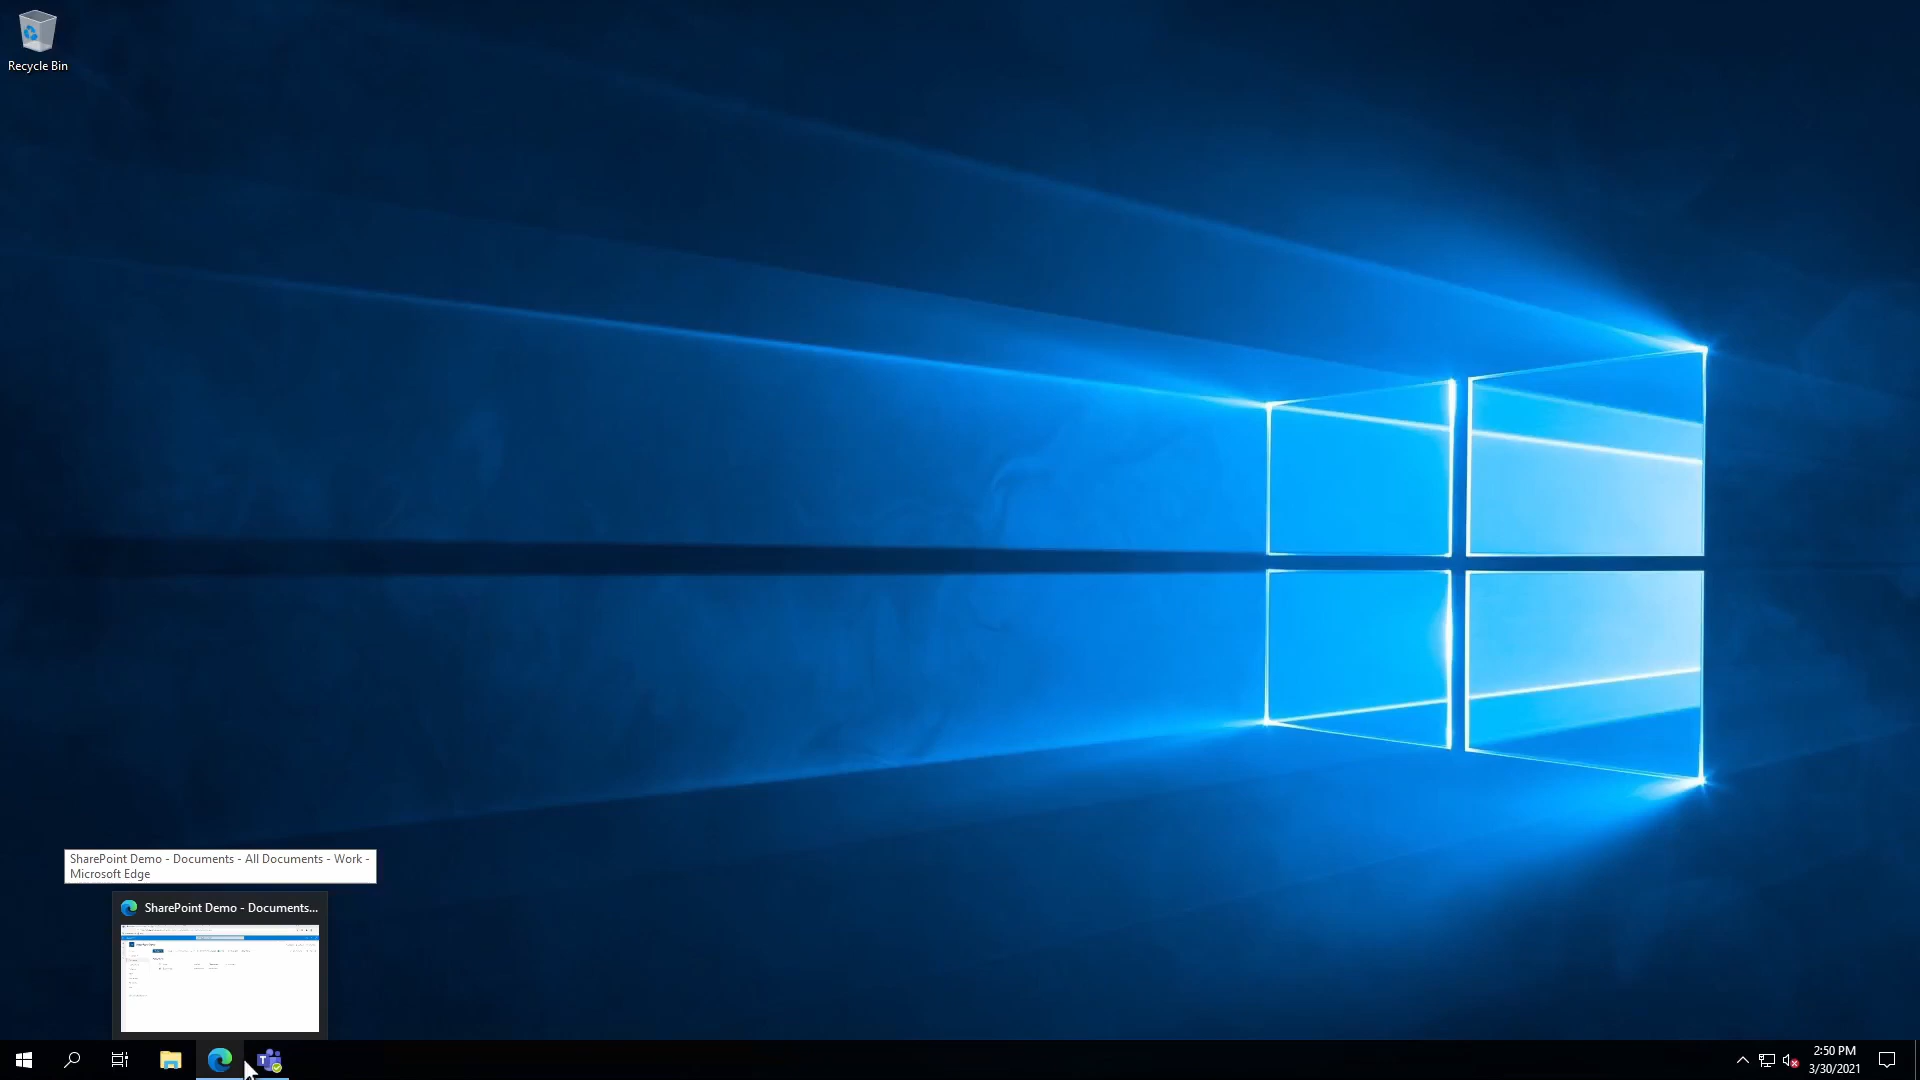 Recycle Bin
SharePoint Demo - Documents - All Documents - Work -
Microsoft Edge
SharePoint Demo - Documents...
T
2:50 PM
3/30/2021